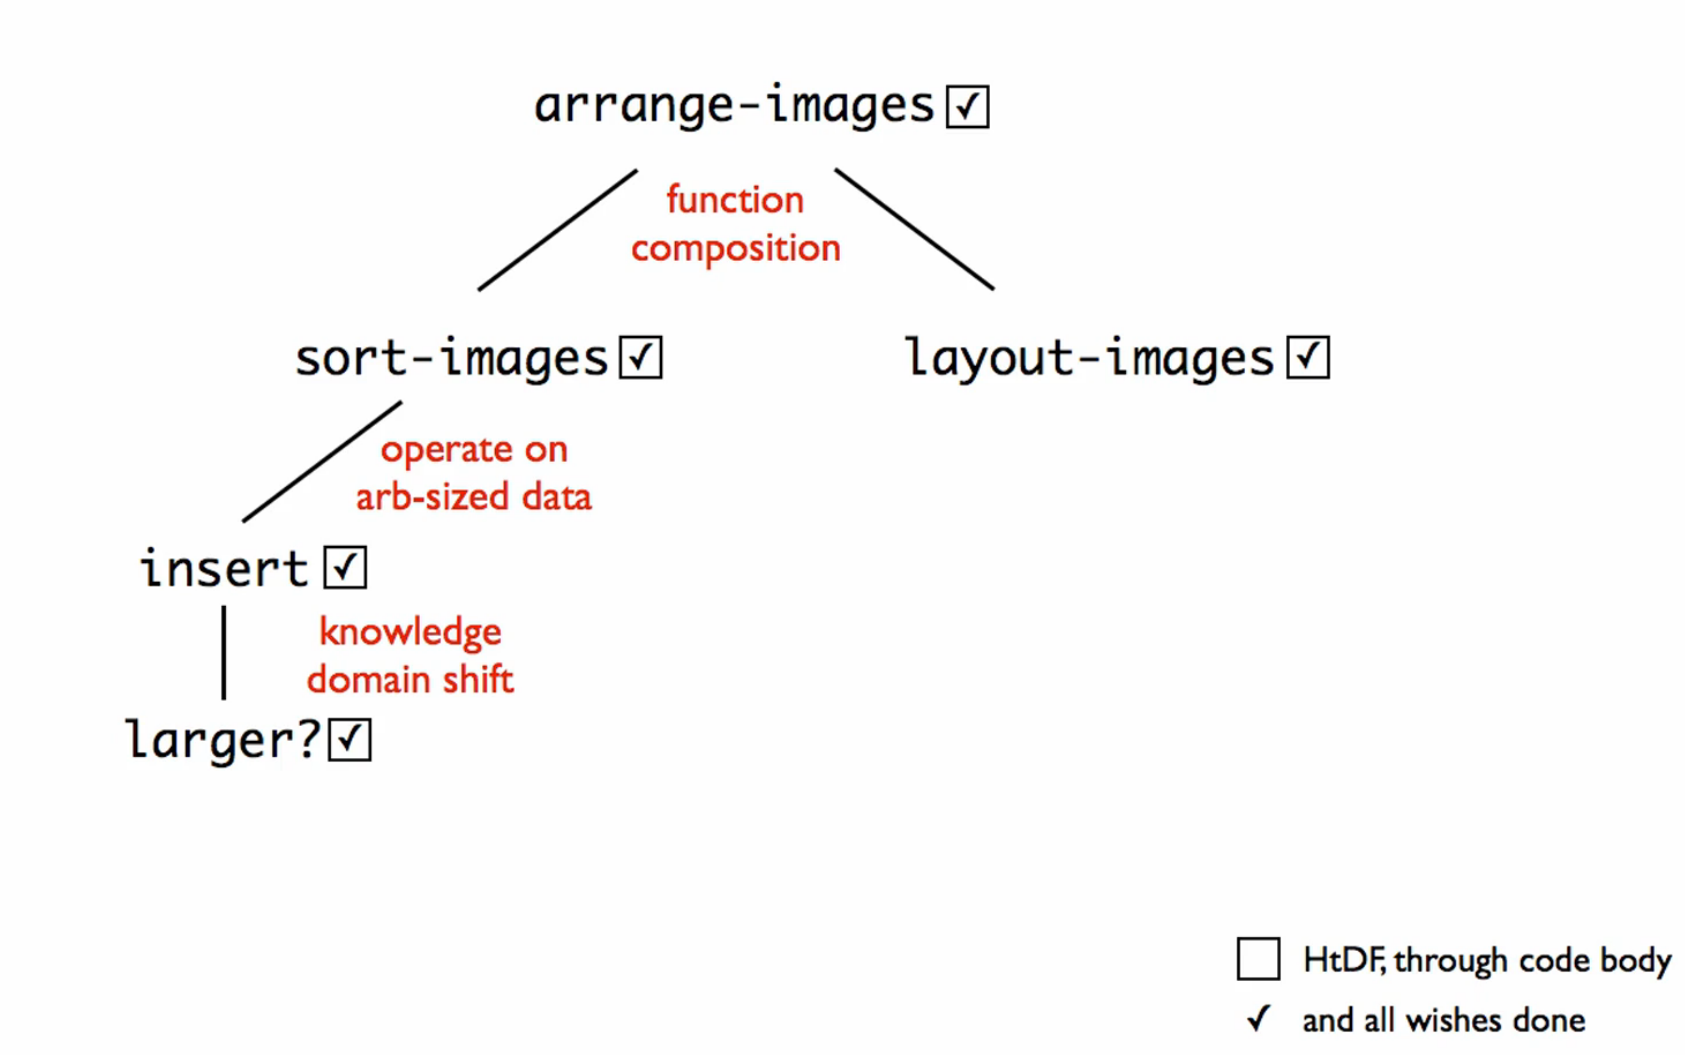 arrange-images ✓
function
composition
sort-images ✓
layout-images ✓
operate on
arb-sized data
insert ✓
knowledge
domain shift
larger? ✓
HtDF, through code body
✓ and all wishes done